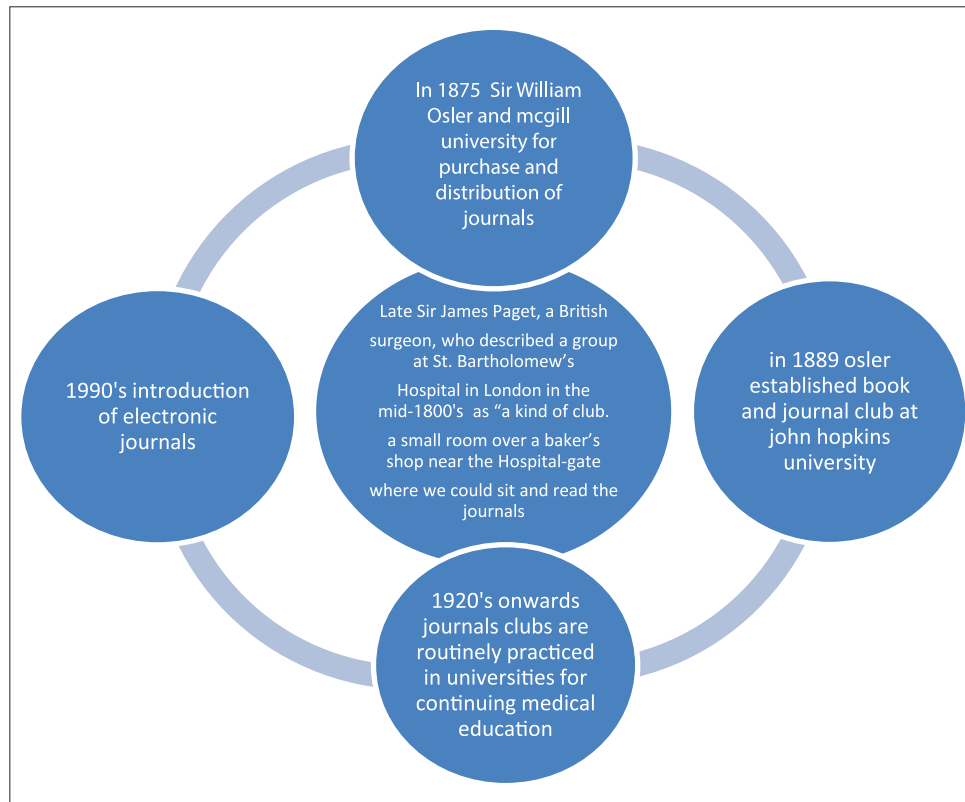 In 1875  Sir William
Osler and mcgill
university for
purchase and
distribution of
journals
Late Sir James Paget, a British
surgeon, who described a group
at St. Bartholomew’s
Hospital in London in the
mid-1800's  as “a kind of club.
a small room over a baker’s
shop near the Hospital-gate
where we could sit and read the
journals
in 1889 osler
established book
and journal club at
john hopkins
university
1920's onwards
journals clubs are
routinely practiced
in universities for
continuing medical
education
1990's introduction
of electronic
journals